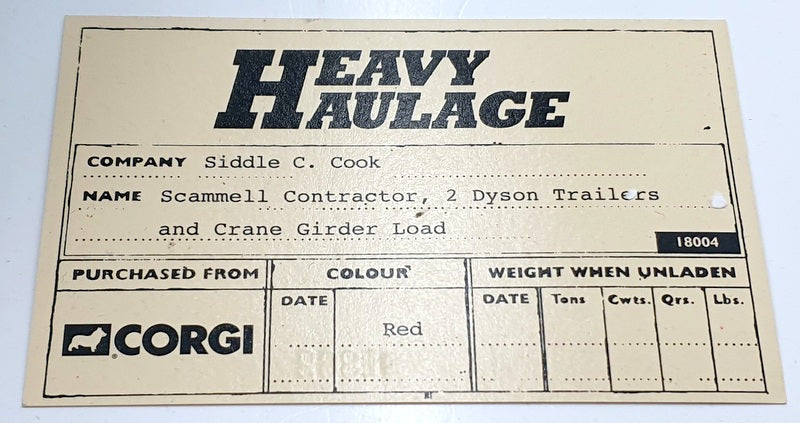 HEAVY
HAULAGE
COMPANY Siddle C. Cook
NAME Scammell Contractor, 2 Dyson Trailers
and Crane Girder Load
18004
PURCHASED FROM COLOUR WEIGHT WHEN UNLADEN
DATE DATE Tons Cwts. Qrs. Lbs.
Red
CORGI